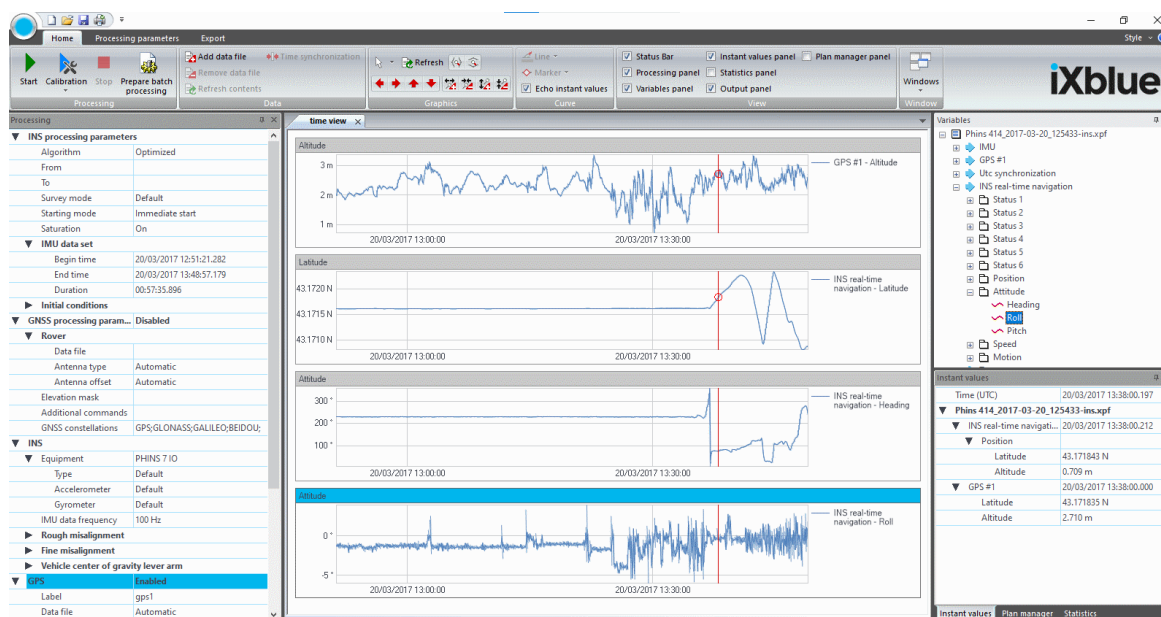 Home Processing parameters Export Style
Start Calibration Stop Prepare batch processing
Processing
Add data file Time synchronization
Remove data file
Refresh contents
Data
Refresh
Graphics
Line
Marker
Echo instant values
Curve
Status Bar Instant values panel Plan manager panel
Processing panel Statistics panel
Variables panel Output panel
View
Windows
Window
iXblue
Processing
INS processing parameters
Algorithm Optimized
From
To
Survey mode Default
Starting mode Immediate start
Saturation On
IMU data set
Begin time 20/03/2017 12:51:21.282
End time 20/03/2017 13:48:57.179
Duration 00:57:35.896
Initial conditions
GNSS processing param... Disabled
Rover
Data file
Antenna type Automatic
Antenna offset Automatic
Elevation mask
Additional commands
GNSS constellations GPS;GLONASS;GALILEO;BEIDOU;
INS
Equipment PHINS 7 IO
Type Default
Accelerometer Default
Gyrometer Default
IMU data frequency 100 Hz
Rough misalignment
Fine misalignment
Vehicle center of gravity lever arm
GPS Enabled
Label gps1
Data file Automatic
time view
Altitude
3 m
2 m
1 m
20/03/2017 13:00:00 20/03/2017 13:30:00
GPS #1 - Altitude
Latitude
43.1720 N
43.1715 N
43.1710 N
20/03/2017 13:00:00 20/03/2017 13:30:00
INS real-time
navigation - Latitude
Attitude
300 °
200 °
100 °
20/03/2017 13:00:00 20/03/2017 13:30:00
INS real-time
navigation - Heading
Attitude
0 °
-5 °
20/03/2017 13:00:00 20/03/2017 13:30:00
INS real-time
navigation - Roll
Variables
Phins 414_2017-03-20_125433-ins.xpf
IMU
GPS #1
Utc synchronization
INS real-time navigation
Status 1
Status 2
Status 3
Status 4
Status 5
Status 6
Position
Attitude
Heading
Roll
Pitch
Speed
Motion
Instant values
Time (UTC) 20/03/2017 13:38:00.197
Phins 414_2017-03-20_125433-ins.xpf
INS real-time navigati... 20/03/2017 13:38:00.212
Position
Latitude 43.171843 N
Altitude 0.709 m
GPS #1 20/03/2017 13:38:00.000
Latitude 43.171835 N
Altitude 2.710 m
Instant values Plan manager Statistics